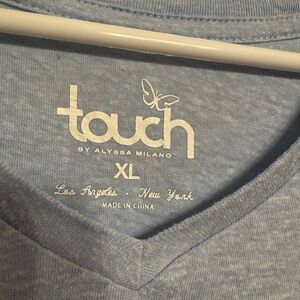 touch
BY ALYSSA MILANO
XL
Los Angeles • New York
MADE IN CHINA